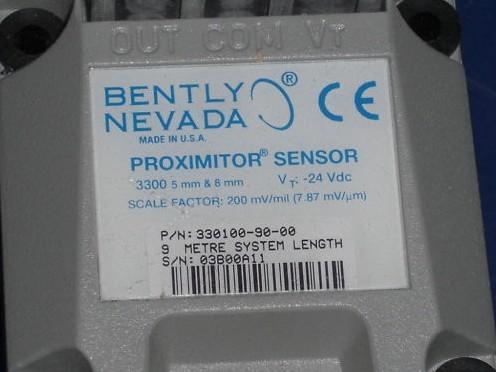 OUT COM VT
BENTLY ®
NEVADA CE
MADE IN U.S.A.
PROXIMITOR® SENSOR
3300 5 mm & 8 mm VT: -24 Vdc
SCALE FACTOR: 200 mV/mil (7.87 mV/µm)
P/N: 330100-90-00
9 METRE SYSTEM LENGTH
S/N: 03B00A11